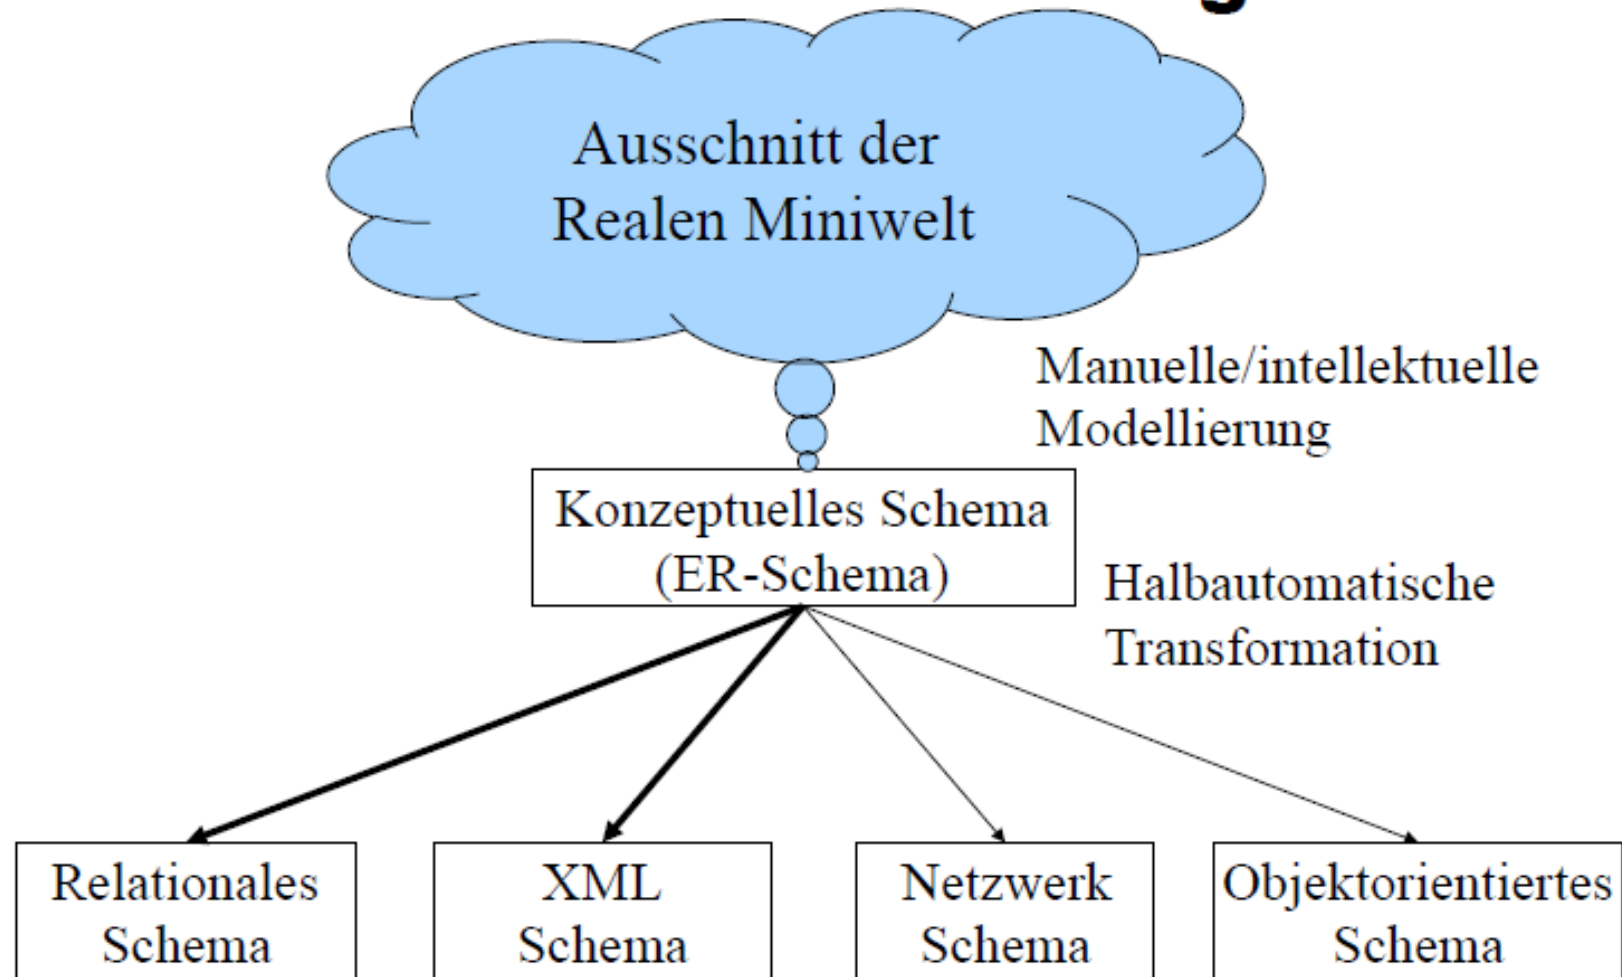 Ausschnitt der
Realen Miniwelt
Manuelle/intellektuelle
Modellierung
Konzeptuelles Schema
(ER-Schema)
Halbautomatische
Transformation
Relationales
Schema
XML
Schema
Netzwerk
Schema
Objektorientiertes
Schema